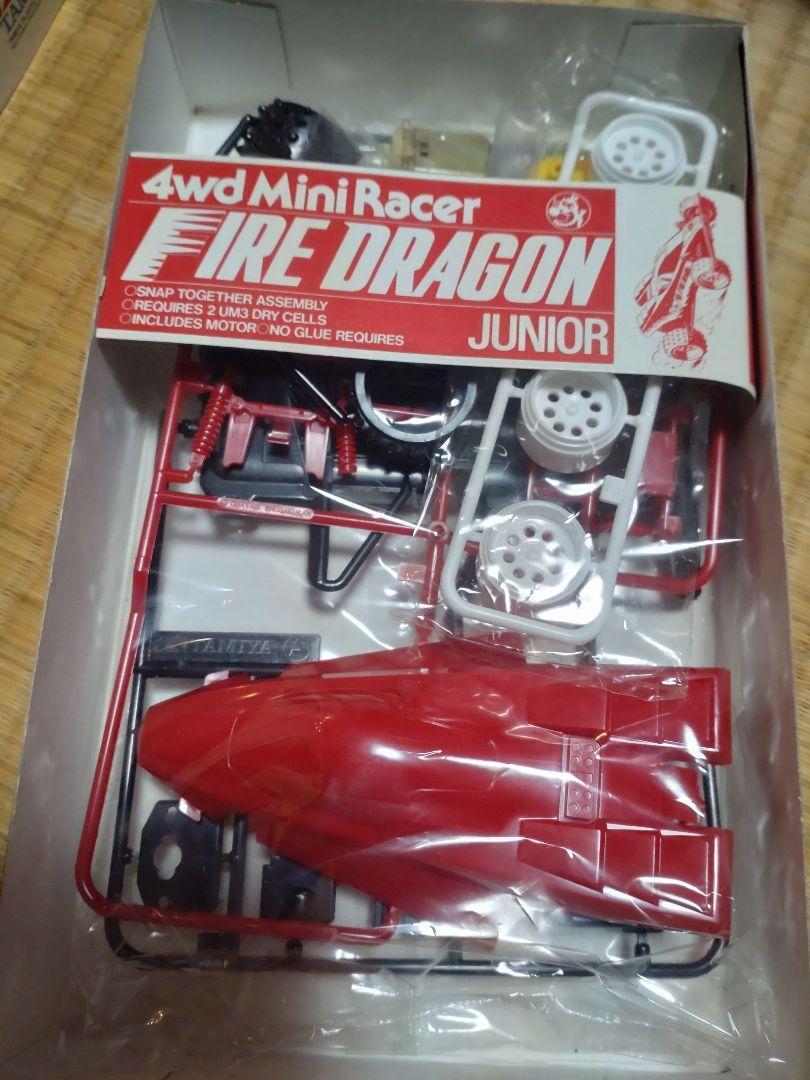 4wd Mini Racer
FIRE DRAGON
○SNAP TOGETHER ASSEMBLY
○REQUIRES 2 UM3 DRY CELLS
○INCLUDES MOTOR○NO GLUE REQUIRES
JUNIOR
TAMIYA